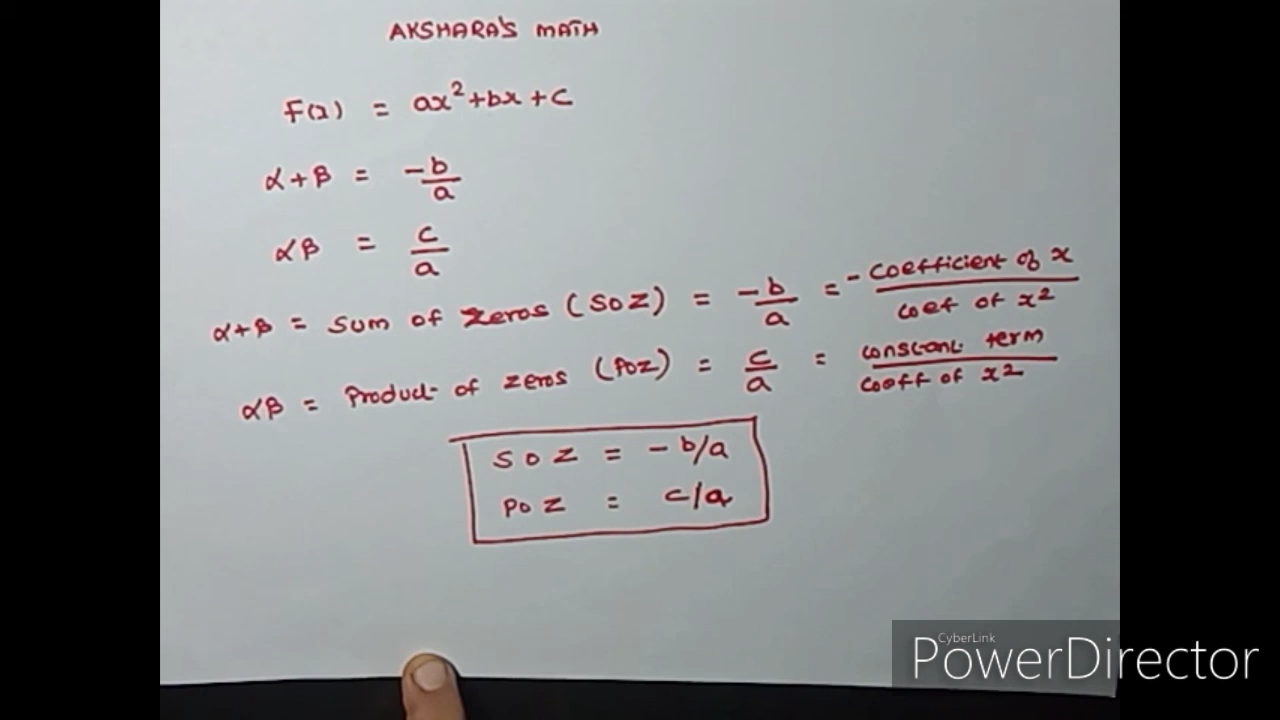 AKSHARA'S MATH
F(x) = ax²+bx+c
α+β = -b/a
αβ = c/a
α+β = sum of zeros (SOZ) = -b/a = - coefficient of x / coef of x²
αβ = Product of zeros (POZ) = c/a = constant term / coeff of x²
SOZ = -b/a
POZ = c/a
CyberLink
PowerDirector